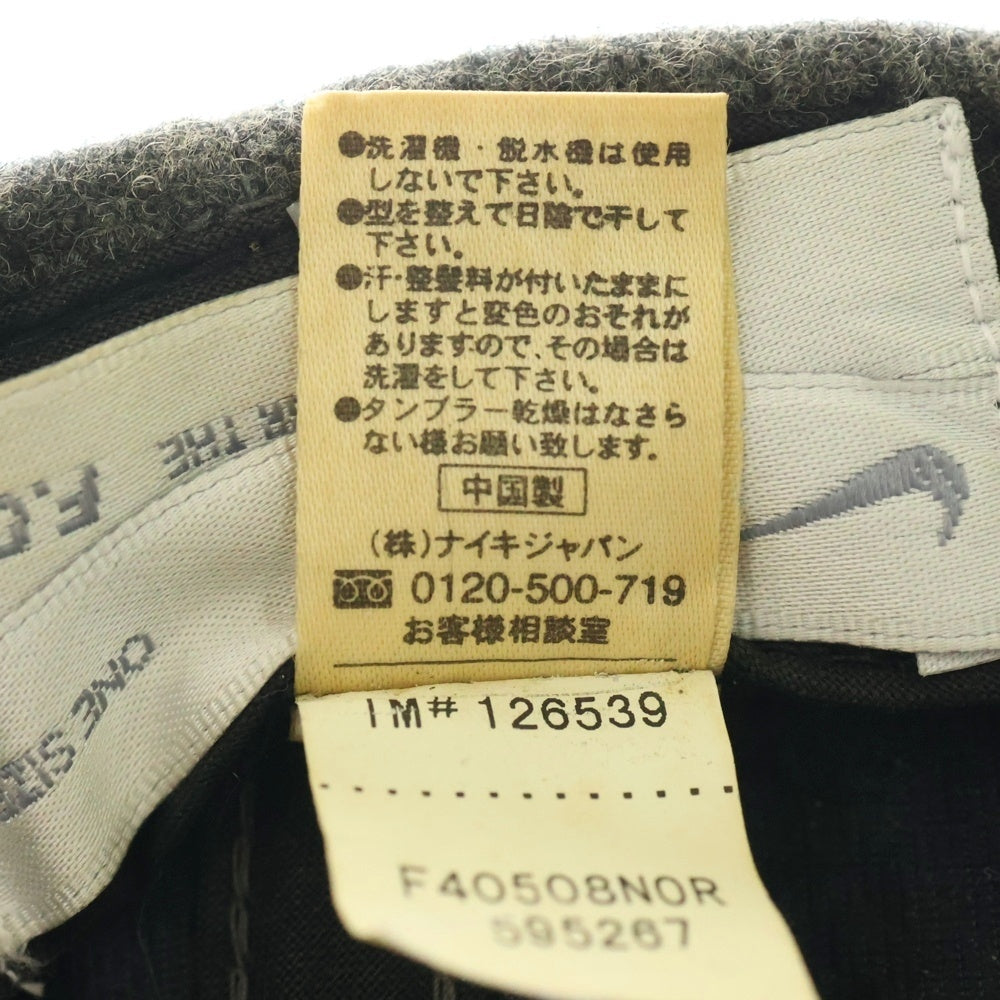 ●洗濯機・脱水機は使用
しないで下さい。
●型を整えて日陰で干して
下さい。
●汗・整髪料が付いたままに
しますと変色のおそれが
ありますので、その場合は
洗濯をして下さい。
●タンブラー乾燥はなさら
ない様お願い致します。
中国製
(株)ナイキジャパン
0120-500-719
お客様相談室
IM# 126539
F40508N0R
595267
THE
ONE SIZE